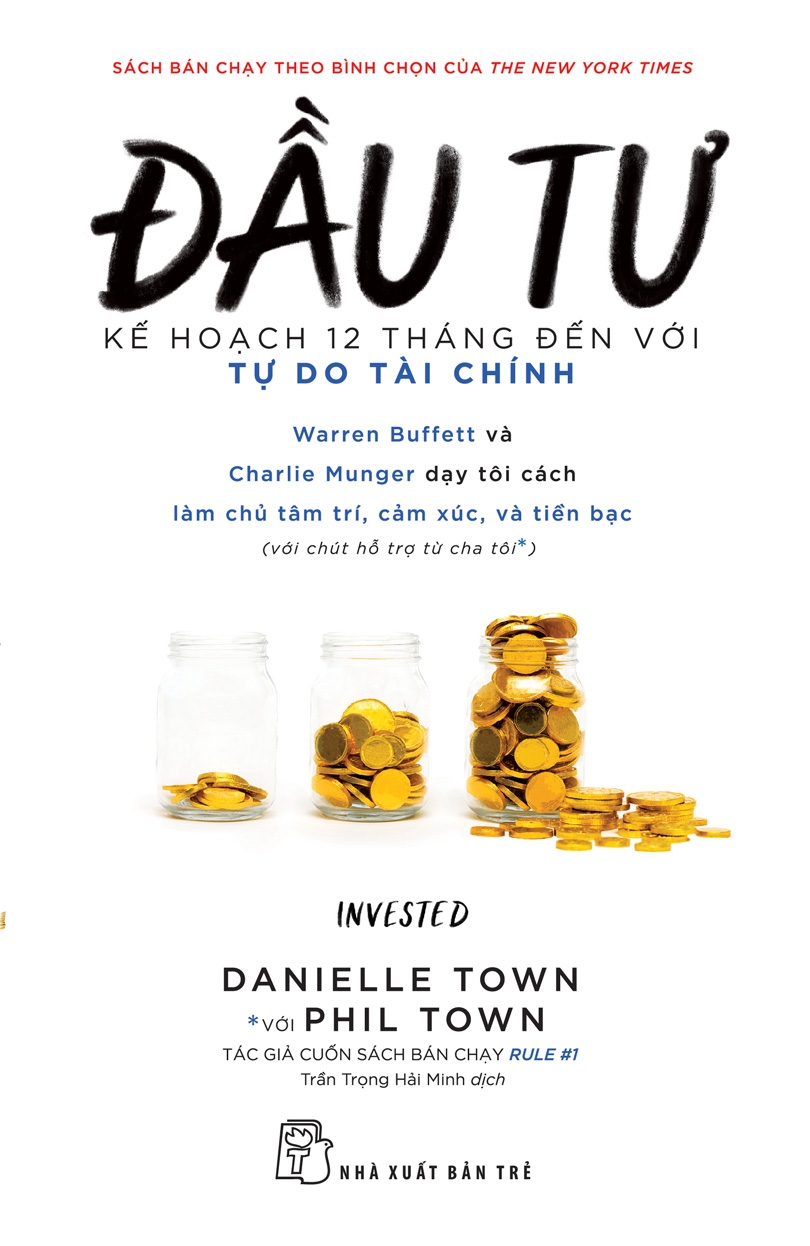 SÁCH BÁN CHẠY THEO BÌNH CHỌN CỦA THE NEW YORK TIMES
ĐẦU TƯ
KẾ HOẠCH 12 THÁNG ĐẾN VỚI
TỰ DO TÀI CHÍNH
Warren Buffett và
Charlie Munger dạy tôi cách
làm chủ tâm trí, cảm xúc, và tiền bạc
(với chút hỗ trợ từ cha tôi*)
INVESTED
DANIELLE TOWN
*VỚI PHIL TOWN
TÁC GIẢ CUỐN SÁCH BÁN CHẠY RULE #1
Trần Trọng Hải Minh dịch
T
NHÀ XUẤT BẢN TRẺ